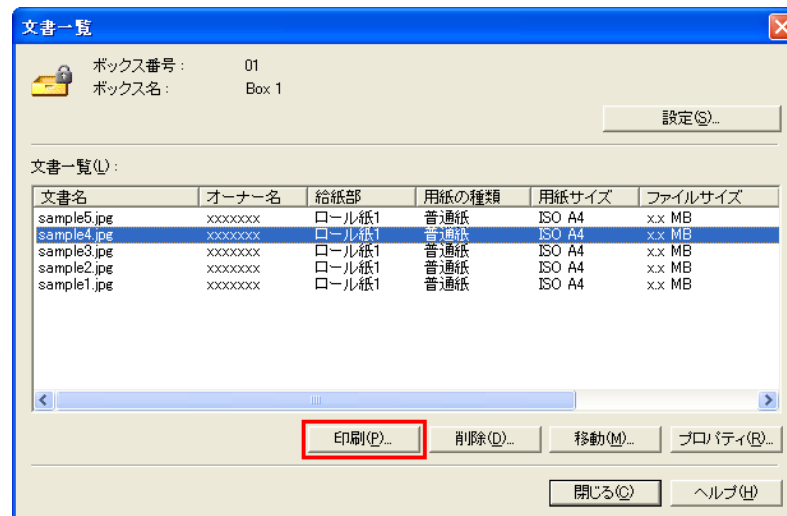 文書一覧
ボックス番号： 01
ボックス名： Box 1
設定(S)...
文書一覧(L)：
文書名 オーナー名 給紙部 用紙の種類 用紙サイズ ファイルサイズ
sample5.jpg xxxxxxx ロール紙1 普通紙 ISO A4 x.x MB
sample4.jpg xxxxxxx ロール紙1 普通紙 ISO A4 x.x MB
sample3.jpg xxxxxxx ロール紙1 普通紙 ISO A4 x.x MB
sample2.jpg xxxxxxx ロール紙1 普通紙 ISO A4 x.x MB
sample1.jpg xxxxxxx ロール紙1 普通紙 ISO A4 x.x MB
印刷(P)... 削除(D)... 移動(M)... プロパティ(R)...
閉じる(C) ヘルプ(H)